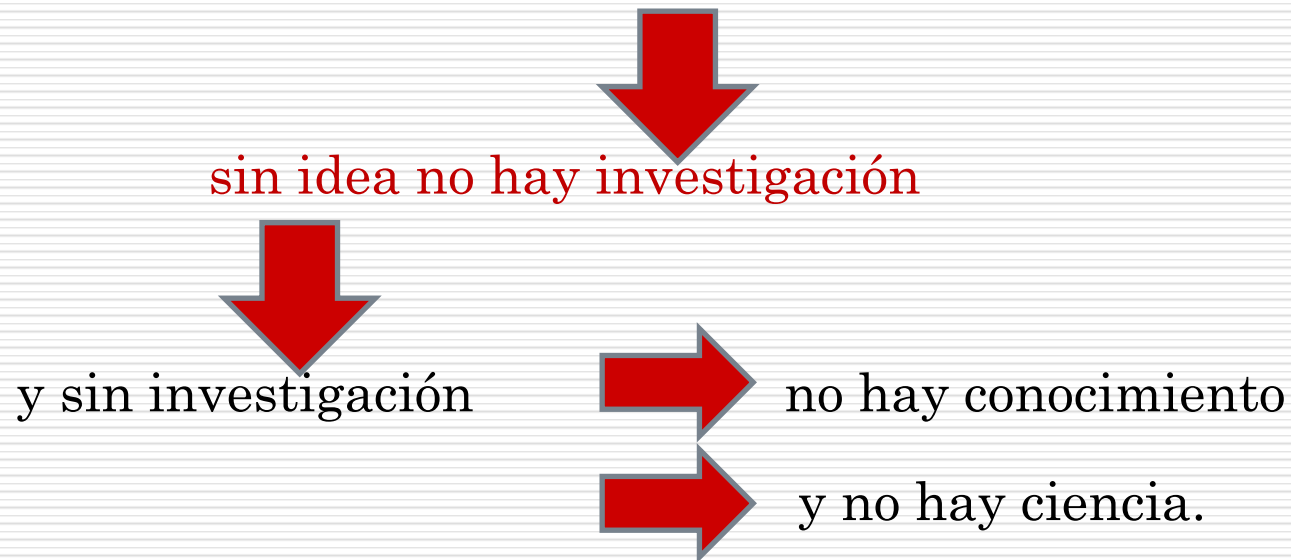 sin idea no hay investigación
y sin investigación
no hay conocimiento
y no hay ciencia.